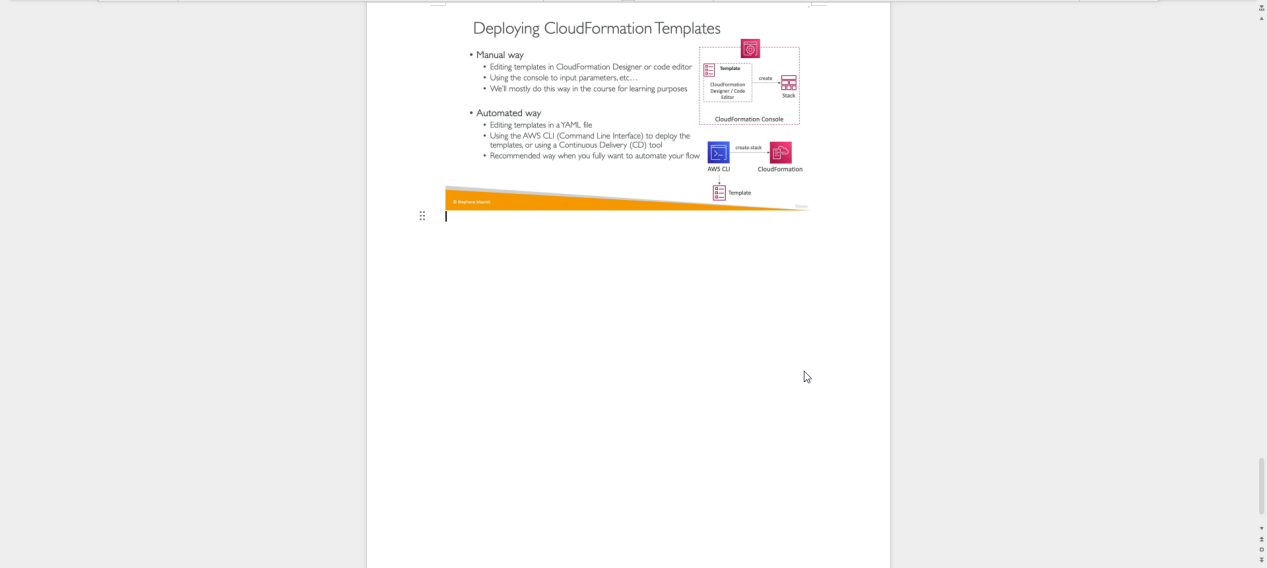 Deploying CloudFormation Templates
• Manual way
• Editing templates in CloudFormation Designer or code editor
• Using the console to input parameters, etc…
• We'll mostly do this way in the course for learning purposes
Template
CloudFormation
Designer / Code
Editor
create
Stack
CloudFormation Console
• Automated way
• Editing templates in a YAML file
• Using the AWS CLI (Command Line Interface) to deploy the
templates, or using a Continuous Delivery (CD) tool
• Recommended way when you fully want to automate your flow
create-stack
AWS CLI
CloudFormation
Template
© Stéphane Maarek